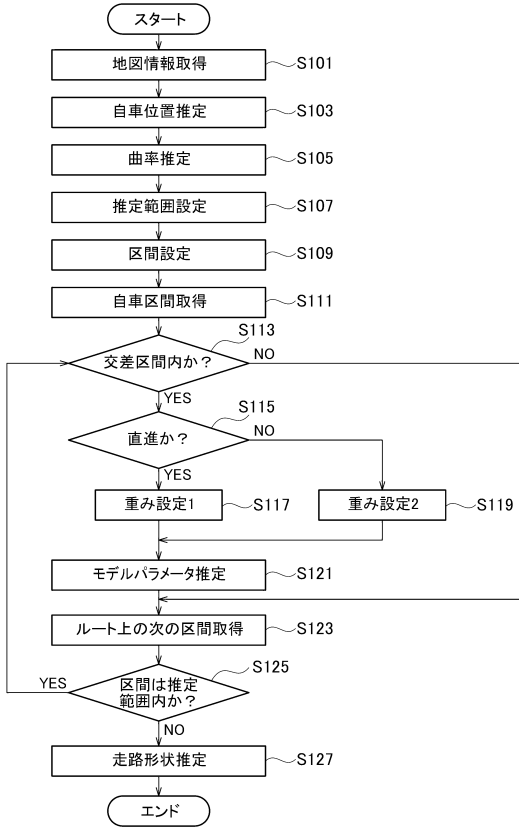 スタート
地図情報取得 S101
自車位置推定 S103
曲率推定 S105
推定範囲設定 S107
区間設定 S109
自車区間取得 S111
S113
交差区間内か？ NO
YES
S115
直進か？ NO
YES
重み設定1 S117 重み設定2 S119
モデルパラメータ推定 S121
ルート上の次の区間取得 S123
S125
YES 区間は推定
範囲内か？
NO
走路形状推定 S127
エンド